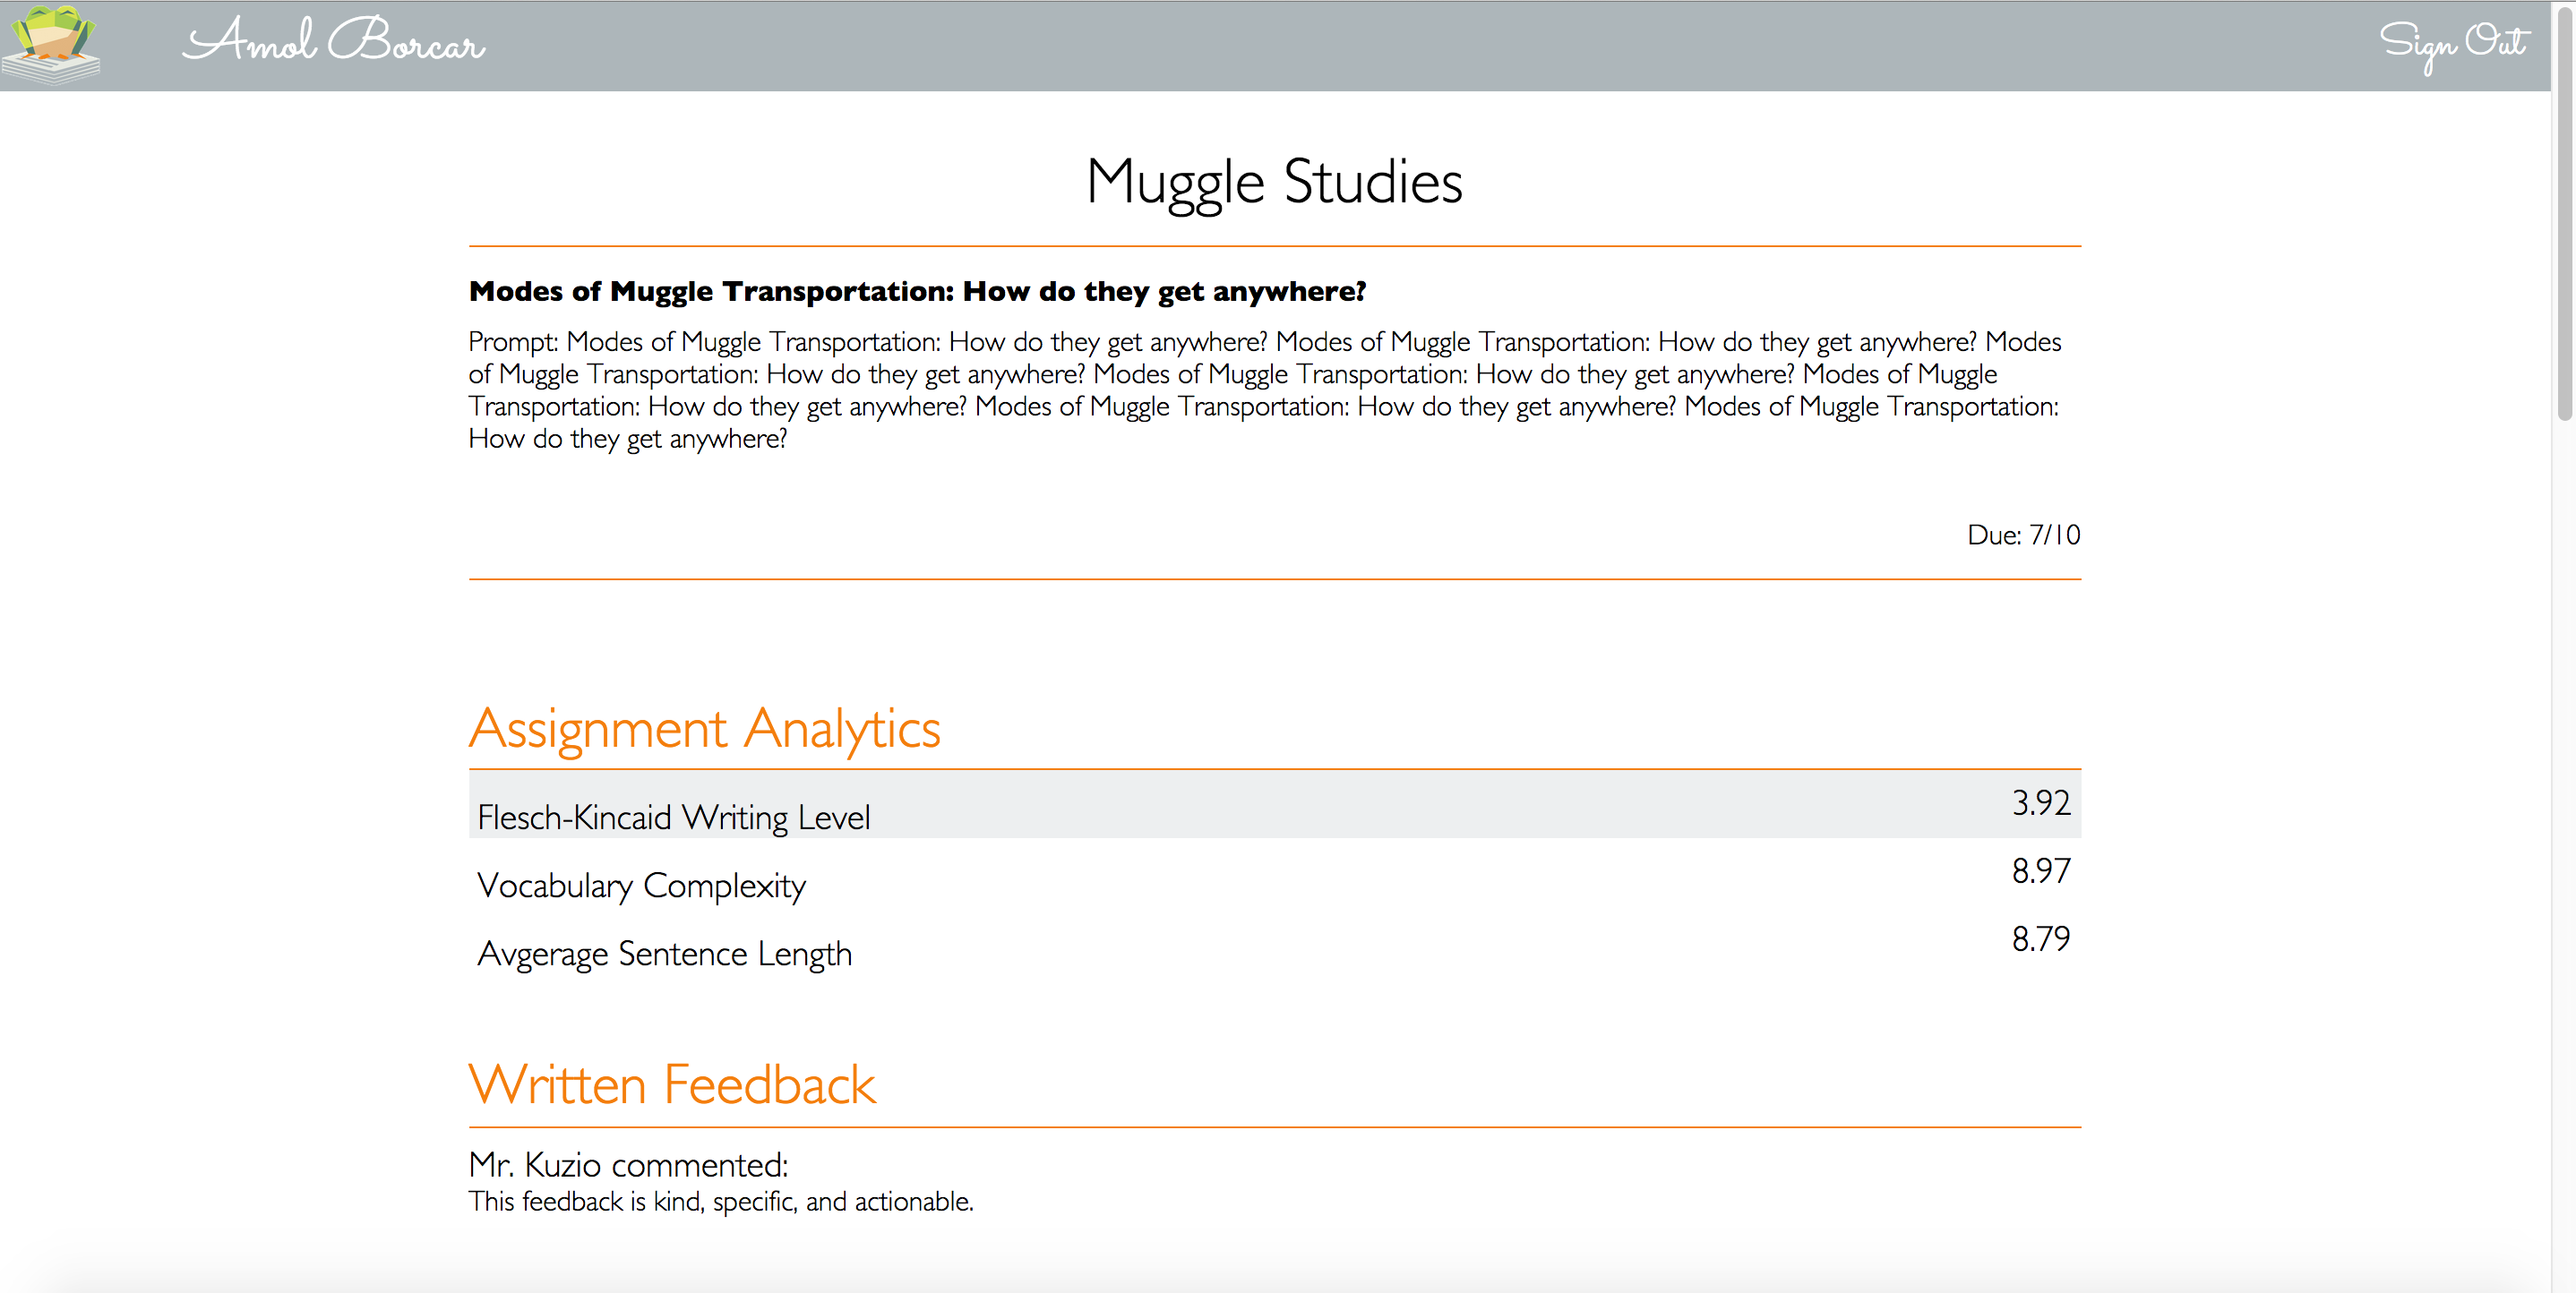 Amol Borcar
Sign Out
Muggle Studies
Modes of Muggle Transportation: How do they get anywhere?
Prompt: Modes of Muggle Transportation: How do they get anywhere? Modes of Muggle Transportation: How do they get anywhere? Modes
of Muggle Transportation: How do they get anywhere? Modes of Muggle Transportation: How do they get anywhere? Modes of Muggle
Transportation: How do they get anywhere? Modes of Muggle Transportation: How do they get anywhere? Modes of Muggle Transportation:
How do they get anywhere?
Due: 7/10
Assignment Analytics
Flesch-Kincaid Writing Level 3.92
Vocabulary Complexity 8.97
Avgerage Sentence Length 8.79
Written Feedback
Mr. Kuzio commented:
This feedback is kind, specific, and actionable.